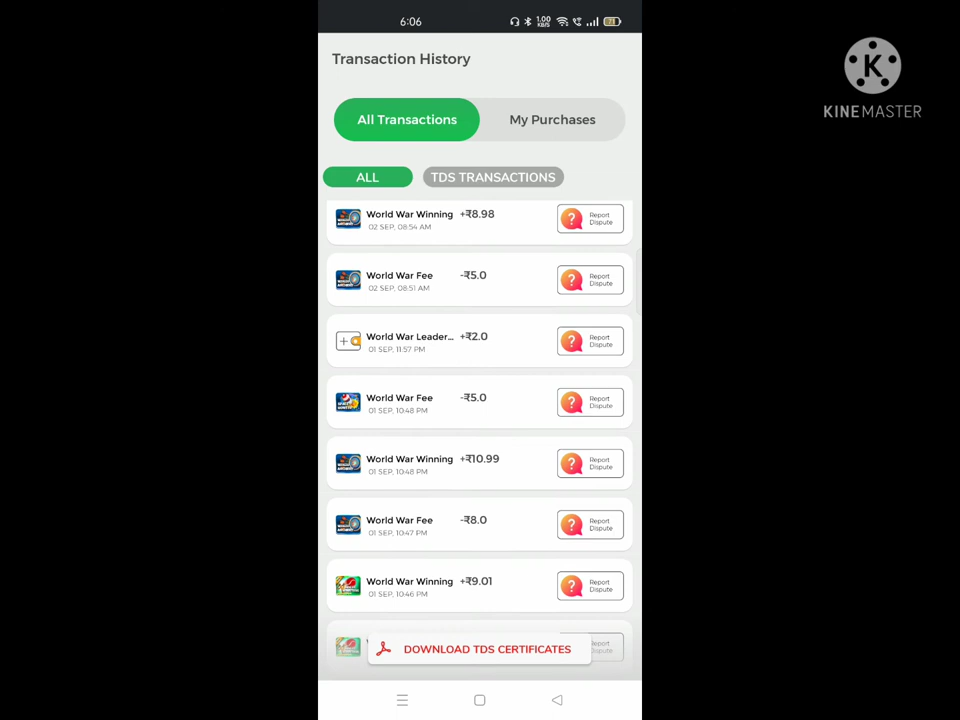 6:06
1.00 KB/S
K
KINEMASTER
Transaction History
All Transactions
My Purchases
ALL
TDS TRANSACTIONS
World War Winning +₹8.98
02 SEP, 08:54 AM
Report
Dispute
World War Fee -₹5.0
02 SEP, 08:51 AM
Report
Dispute
World War Leader... +₹2.0
01 SEP, 11:57 PM
Report
Dispute
World War Fee -₹5.0
01 SEP, 10:48 PM
Report
Dispute
World War Winning +₹10.99
01 SEP, 10:48 PM
Report
Dispute
World War Fee -₹8.0
01 SEP, 10:47 PM
Report
Dispute
World War Winning +₹9.01
01 SEP, 10:46 PM
Report
Dispute
DOWNLOAD TDS CERTIFICATES
Dispute